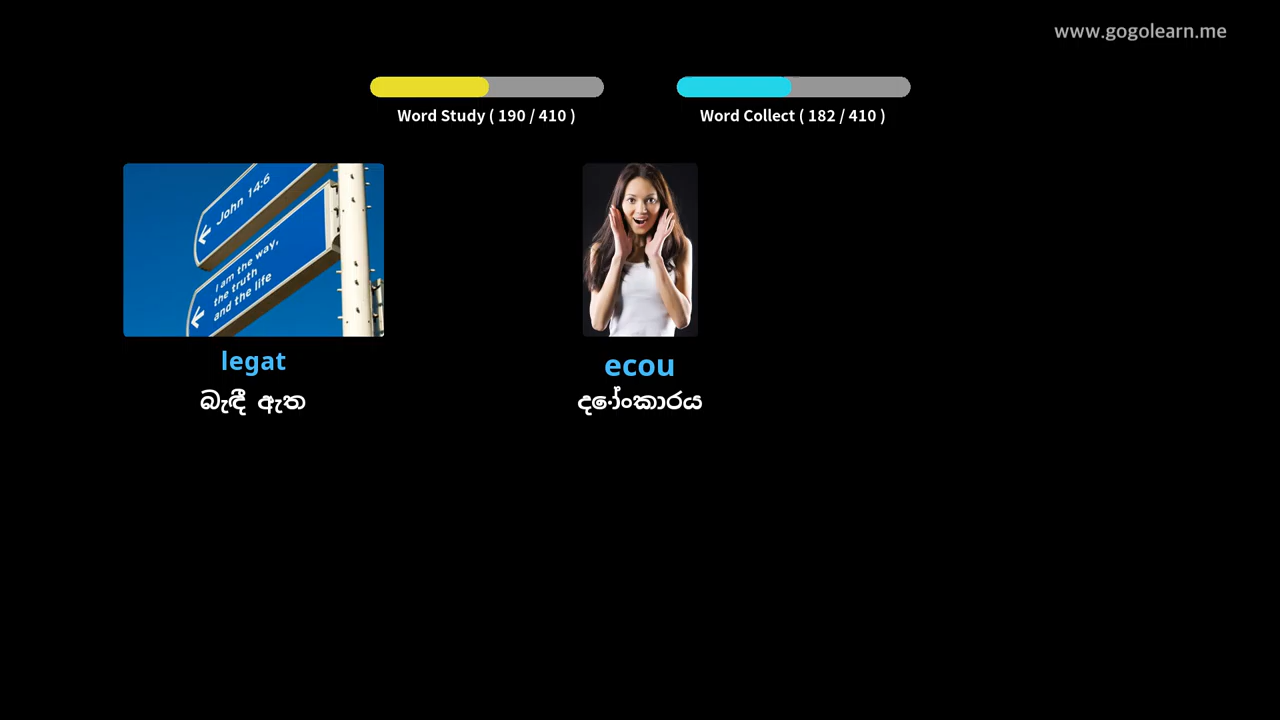 www.gogolearn.me
Word Study ( 190 / 410 )
Word Collect ( 182 / 410 )
John 14:6
I am the way,
the truth
and the life
legat
බැඳී ඇත
ecou
දෝංකාරය